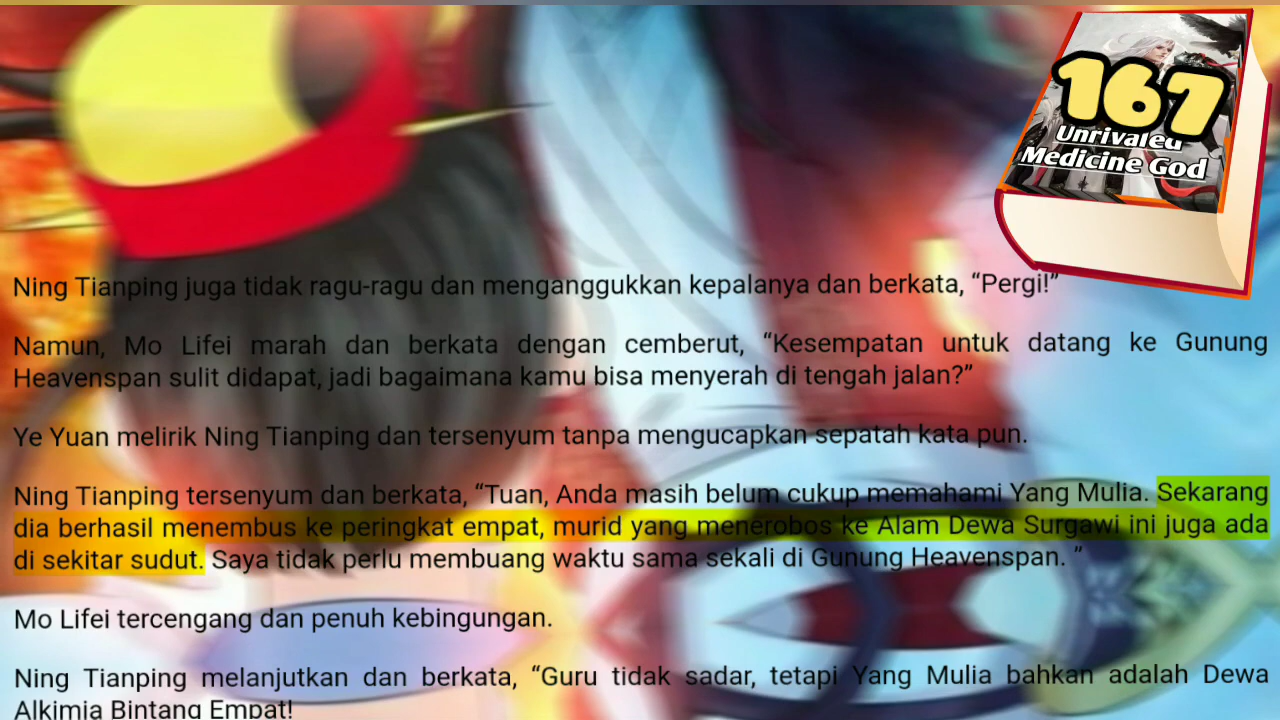 167
Unrivaled
Medicine God
Ning Tianping juga tidak ragu-ragu dan menganggukkan kepalanya dan berkata, “Pergi!”
Namun, Mo Lifei marah dan berkata dengan cemberut, “Kesempatan untuk datang ke Gunung
Heavenspan sulit didapat, jadi bagaimana kamu bisa menyerah di tengah jalan?”
Ye Yuan melirik Ning Tianping dan tersenyum tanpa mengucapkan sepatah kata pun.
Ning Tianping tersenyum dan berkata, “Tuan, Anda masih belum cukup memahami Yang Mulia. Sekarang
dia berhasil menembus ke peringkat empat, murid yang menerobos ke Alam Dewa Surgawi ini juga ada
di sekitar sudut. Saya tidak perlu membuang waktu sama sekali di Gunung Heavenspan. ”
Mo Lifei tercengang dan penuh kebingungan.
Ning Tianping melanjutkan dan berkata, “Guru tidak sadar, tetapi Yang Mulia bahkan adalah Dewa
Alkimia Bintang Empat!